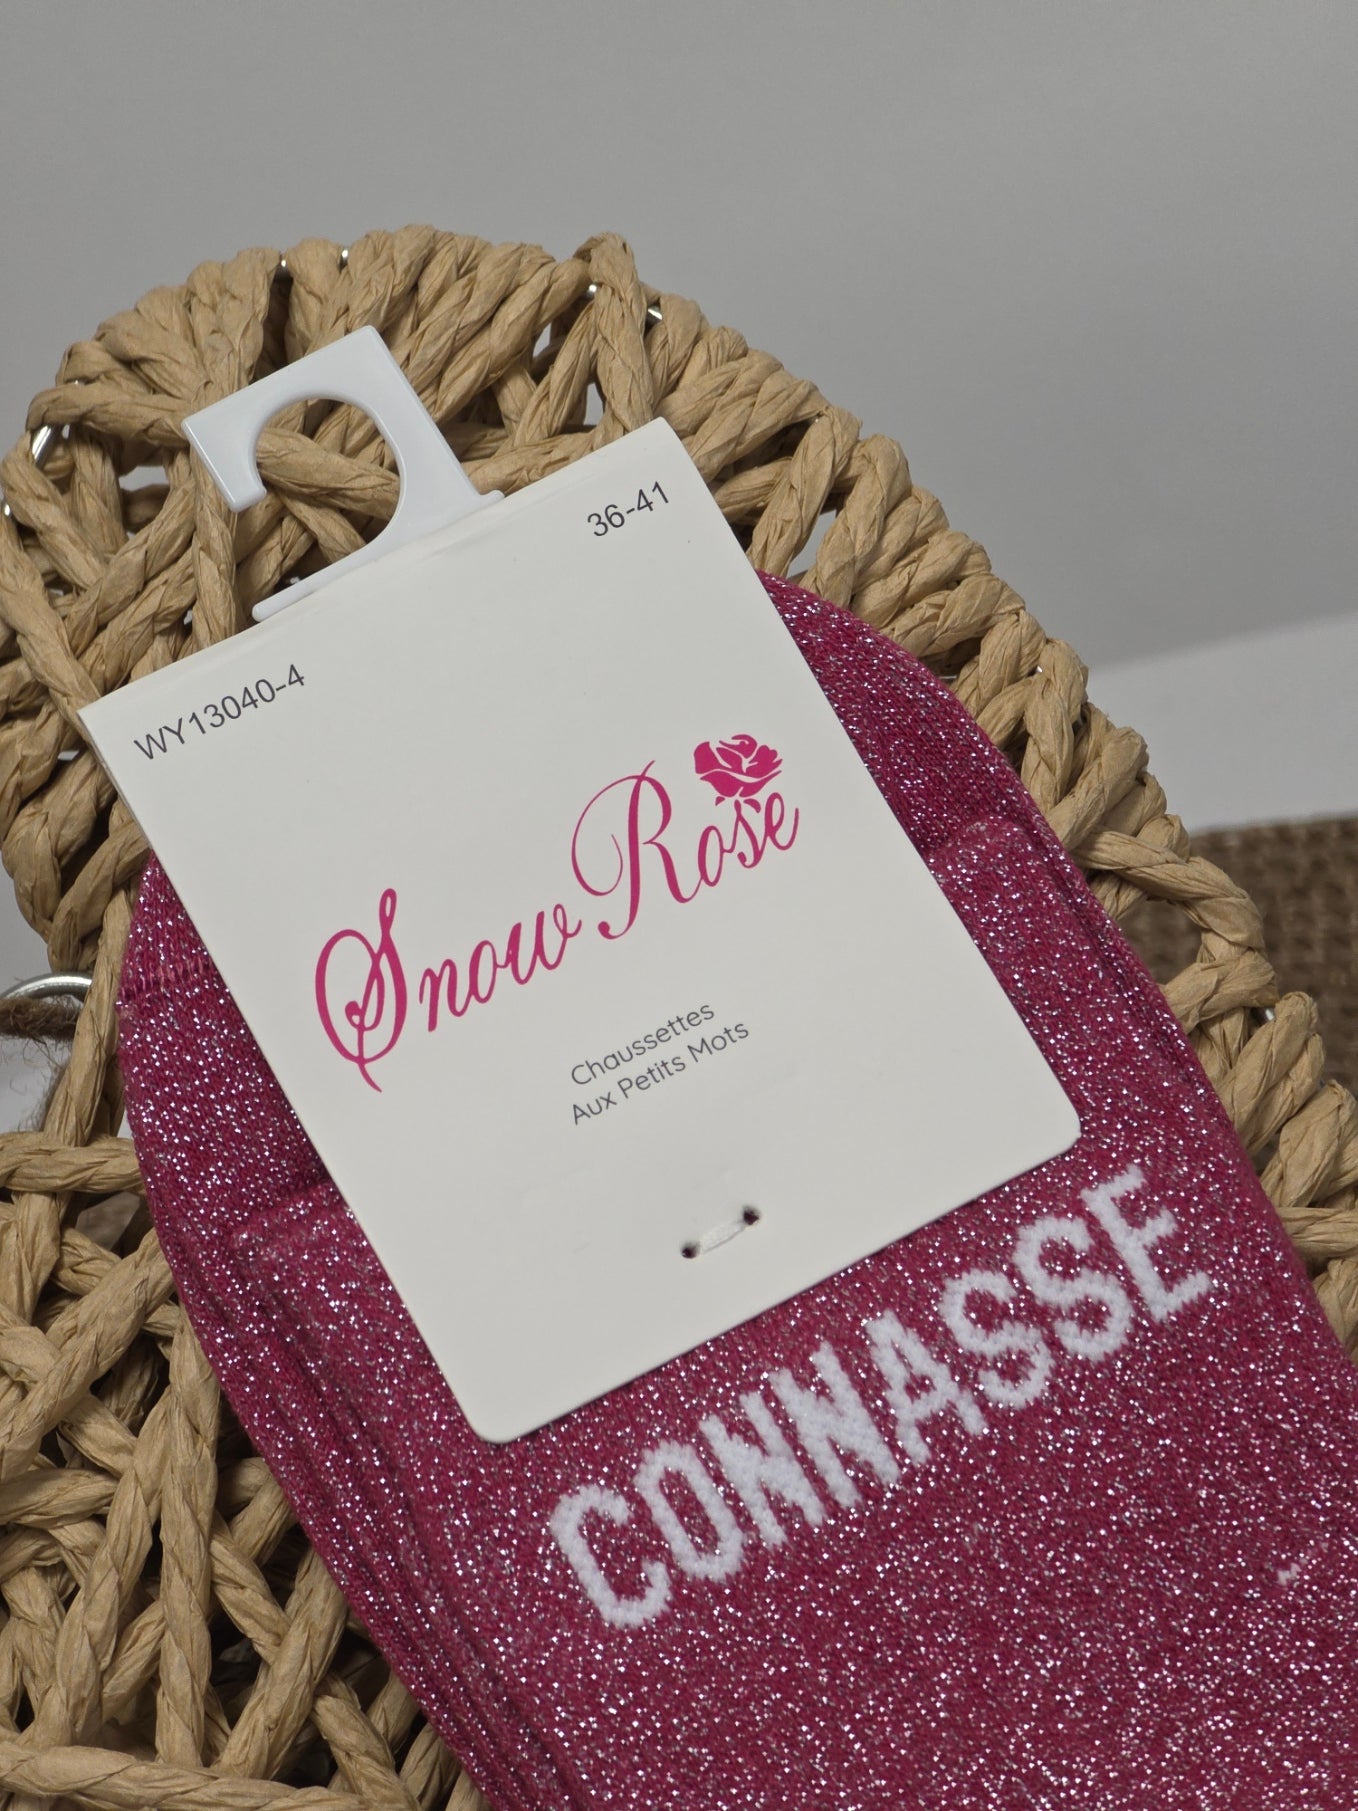 36-41
WY13040-4
Snow Rose
Chaussettes
Aux Petits Mots
CONNASSE